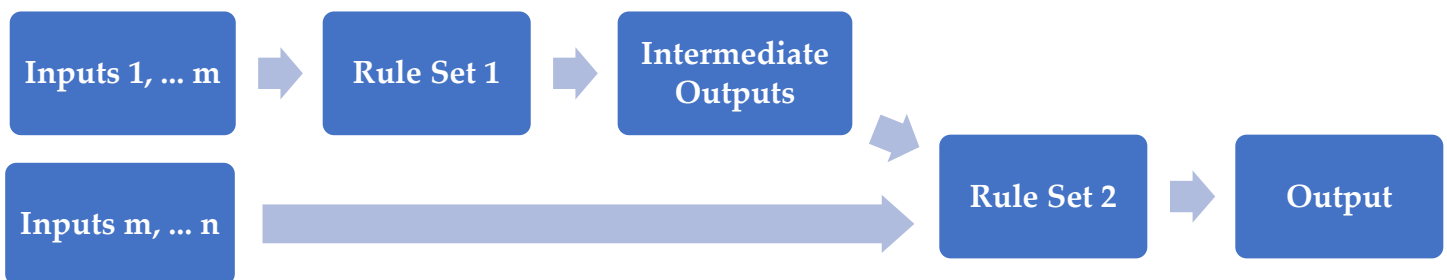 Inputs 1, ... m
Rule Set 1
Intermediate
Outputs
Inputs m, ... n
Rule Set 2
Output